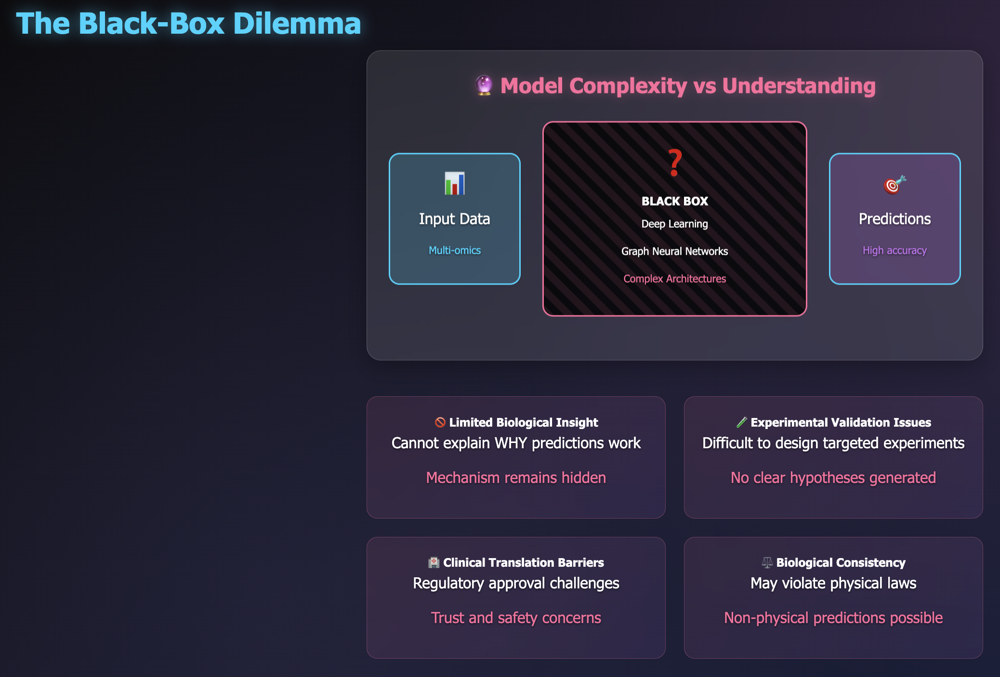 The Black-Box Dilemma
🔮 Model Complexity vs Understanding
📊
Input Data
Multi-omics
❓
BLACK BOX
Deep Learning
Graph Neural Networks
Complex Architectures
🎯
Predictions
High accuracy
🚫 Limited Biological Insight
Cannot explain WHY predictions work
Mechanism remains hidden
🧪 Experimental Validation Issues
Difficult to design targeted experiments
No clear hypotheses generated
🏥 Clinical Translation Barriers
Regulatory approval challenges
Trust and safety concerns
⚖️ Biological Consistency
May violate physical laws
Non-physical predictions possible